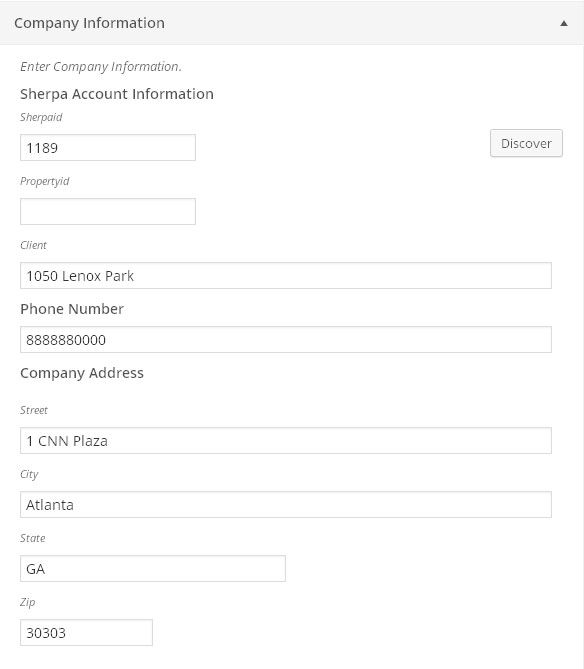 Company Information
Enter Company Information.
Sherpa Account Information
Sherpaid
1189
Discover
Propertyid
Client
1050 Lenox Park
Phone Number
8888880000
Company Address
Street
1 CNN Plaza
City
Atlanta
State
GA
Zip
30303